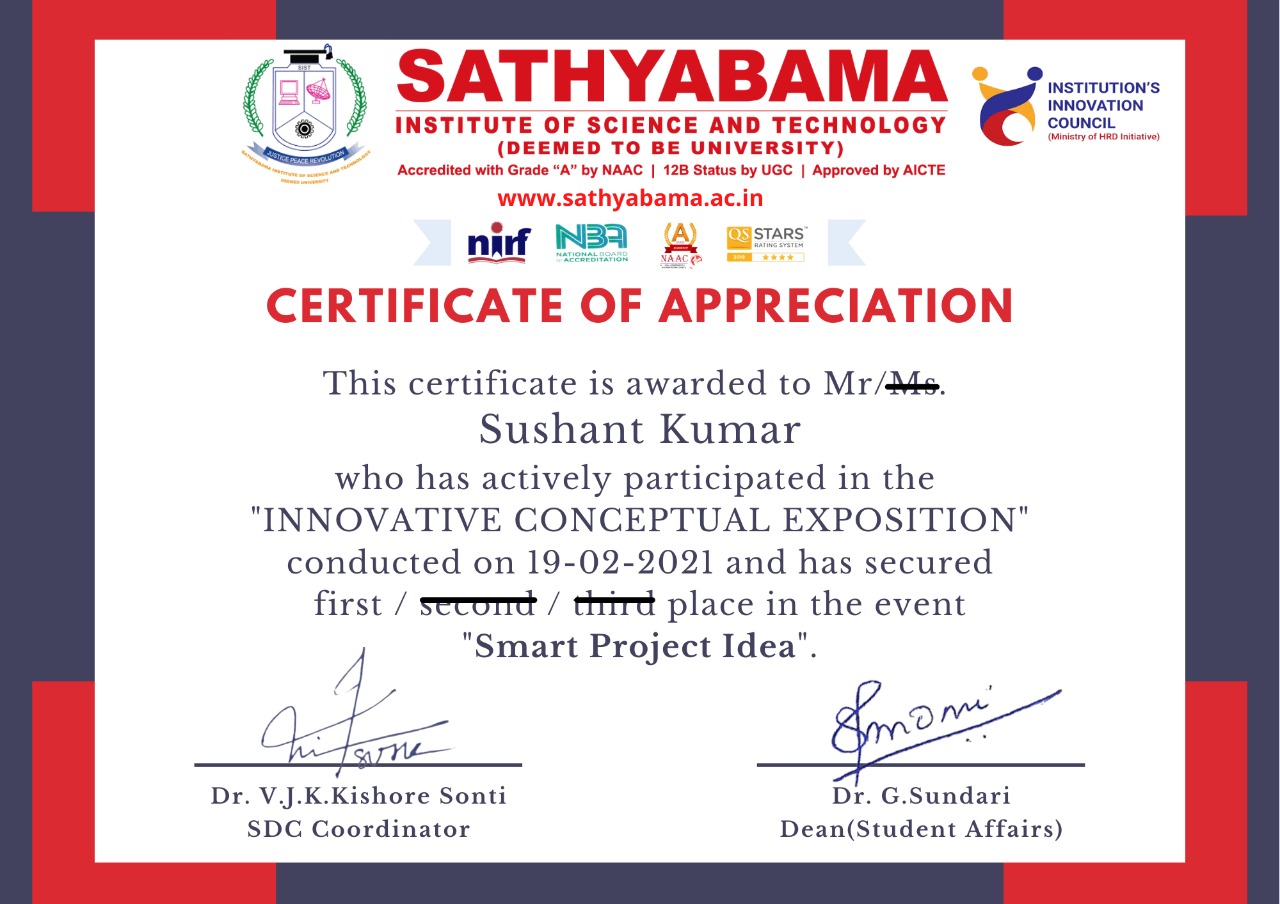 SIST
JUSTICE PEACE REVOLUTION
SATHYABAMA INSTITUTE OF SCIENCE AND TECHNOLOGY
DEEMED UNIVERSITY
SATHYABAMA
INSTITUTE OF SCIENCE AND TECHNOLOGY
(DEEMED TO BE UNIVERSITY)
Accredited with Grade “A” by NAAC | 12B Status by UGC | Approved by AICTE
www.sathyabama.ac.in
INSTITUTION'S
INNOVATION
COUNCIL
(Ministry of HRD Initiative)
nirf
NBA
NATIONAL BOARD
of ACCREDITATION
A
NAAC
QS STARS™
RATING SYSTEM
2019 ★★★★
CERTIFICATE OF APPRECIATION
This certificate is awarded to Mr/Ms.
Sushant Kumar
who has actively participated in the
"INNOVATIVE CONCEPTUAL EXPOSITION"
conducted on 19-02-2021 and has secured
first / second / third place in the event
"Smart Project Idea".
Dr. V.J.K.Kishore Sonti
SDC Coordinator
Dr. G.Sundari
Dean(Student Affairs)